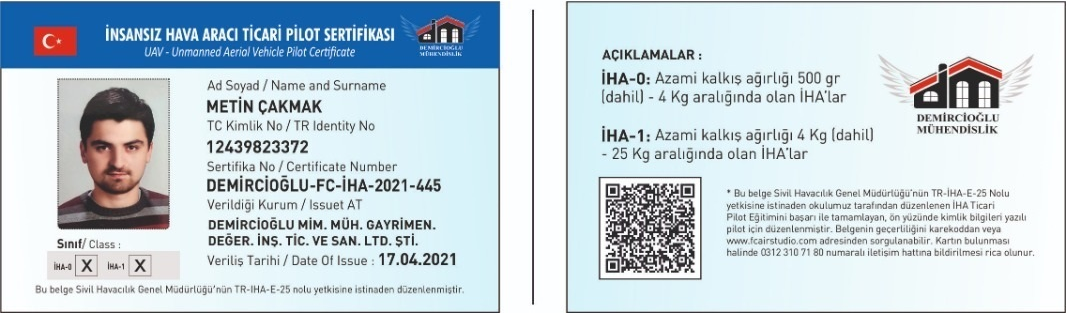 İNSANSIZ HAVA ARACI TİCARİ PİLOT SERTİFİKASI
UAV - Unmanned Aerial Vehicle Pilot Certificate
DEMİRCİOĞLU
MÜHENDİSLİK
Ad Soyad / Name and Surname
METİN ÇAKMAK
TC Kimlik No / TR Identity No
12439823372
Sertifika No / Certificate Number
DEMİRCİOĞLU-FC-İHA-2021-445
Verildiği Kurum / Issuet AT
DEMİRCİOĞLU MİM. MÜH. GAYRİMEN.
DEĞER. İNŞ. TİC. VE SAN. LTD. ŞTİ.
Veriliş Tarihi / Date Of Issue : 17.04.2021
Sınıf/ Class :
İHA-0 X İHA-1 X
Bu belge Sivil Havacılık Genel Müdürlüğü'nün TR-IHA-E-25 nolu yetkisine istinaden düzenlenmiştir.
AÇIKLAMALAR :
İHA-0: Azami kalkış ağırlığı 500 gr
(dahil) - 4 Kg aralığında olan İHA'lar
İHA-1: Azami kalkış ağırlığı 4 Kg (dahil)
- 25 Kg aralığında olan İHA'lar
DEMİRCİOĞLU
MÜHENDİSLİK
* Bu belge Sivil Havacılık Genel Müdürlüğü'nün TR-İHA-E-25 Nolu
yetkisine istinaden okulumuz tarafından düzenlenen İHA Ticari
Pilot Eğitimini başarı ile tamamlayan, ön yüzünde kimlik bilgileri yazılı
pilot için düzenlenmiştir. Belgenin geçerliğini karekoddan veya
www.fcairstudio.com adresinden sorgulanabilir. Kartın bulunması
halinde 0312 310 71 80 numaralı iletişim hattına bildirilmesi rica olunur.